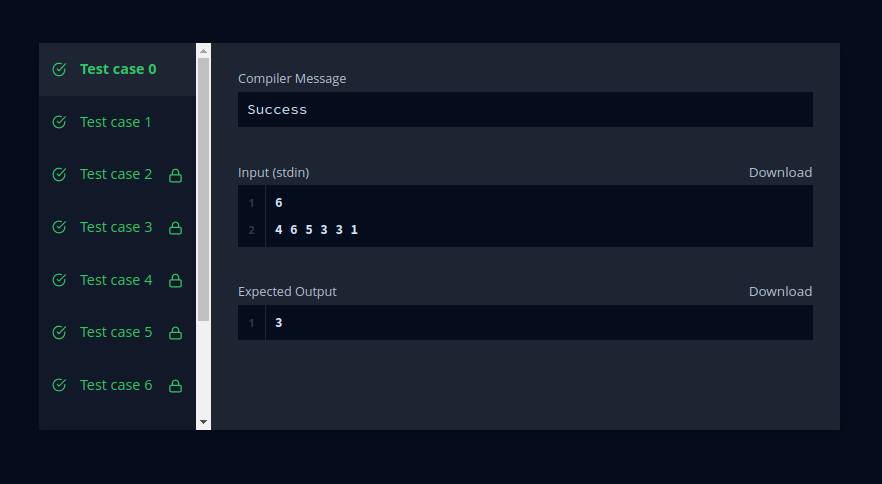 Test case 0
Test case 1
Test case 2
Test case 3
Test case 4
Test case 5
Test case 6
Compiler Message
Success
Input (stdin)
Download
1 6
2 4 6 5 3 3 1
Expected Output
Download
1 3